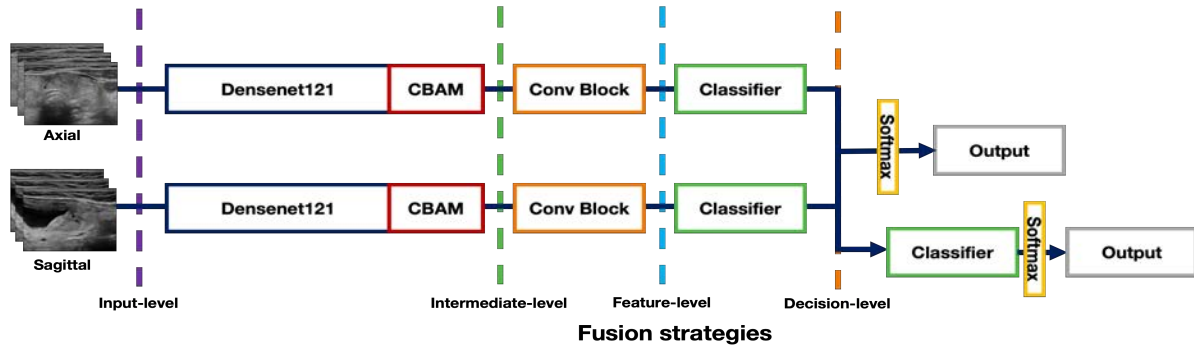 Axial
Densenet121
CBAM
Conv Block
Classifier
Softmax
Output
Sagittal
Densenet121
CBAM
Conv Block
Classifier
Classifier
Softmax
Output
Input-level
Intermediate-level
Feature-level
Decision-level
Fusion strategies